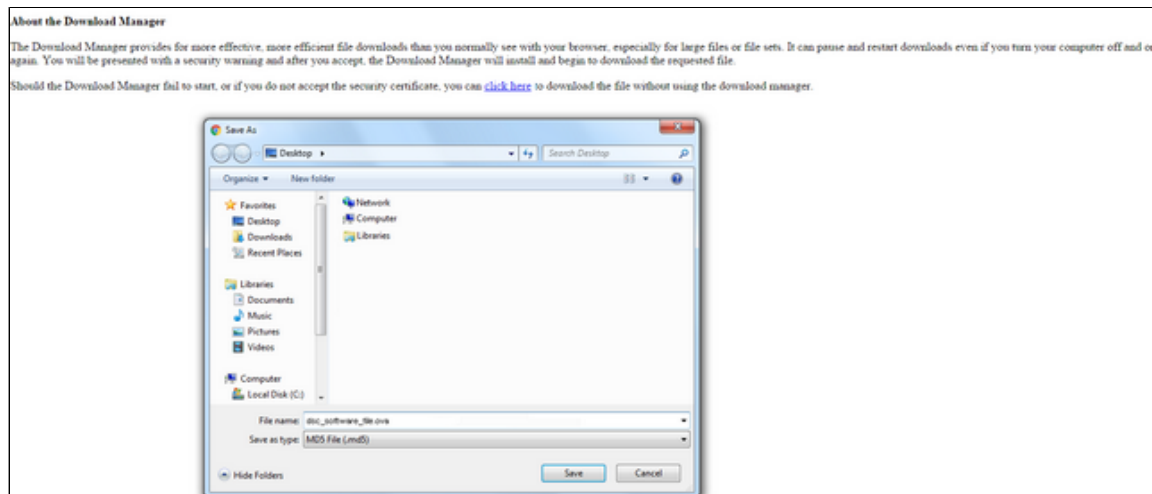 About the Download Manager
The Download Manager provides for more effective, more efficient file downloads than you normally see with your browser, especially for large files or file sets. It can pause and restart downloads even if you turn your computer off and on
again. You will be presented with a security warning and after you accept, the Download Manager will install and begin to download the requested file.
Should the Download Manager fail to start, or if you do not accept the security certificate, you can click here to download the file without using the download manager.
Save As
Desktop
Search Desktop
Organize
New folder
Favorites
Desktop
Downloads
Recent Places
Libraries
Documents
Music
Pictures
Videos
Computer
Local Disk (C:)
Network
Computer
Libraries
File name: doc_software_file.ova
Save as type: MD5 File (.md5)
Hide Folders
Save
Cancel